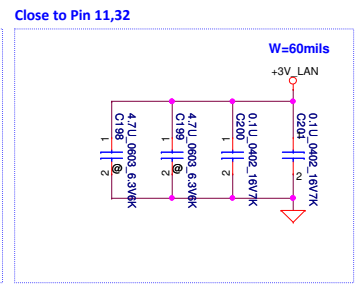 Close to Pin 11,32
W=60mils
+3V_LAN
4.7U_0603_6.3V6K
C198
1
2
@
4.7U_0603_6.3V6K
C199
1
2
@
0.1U_0402_16V7K
C200
1
2
0.1U_0402_16V7K
C201
1
2